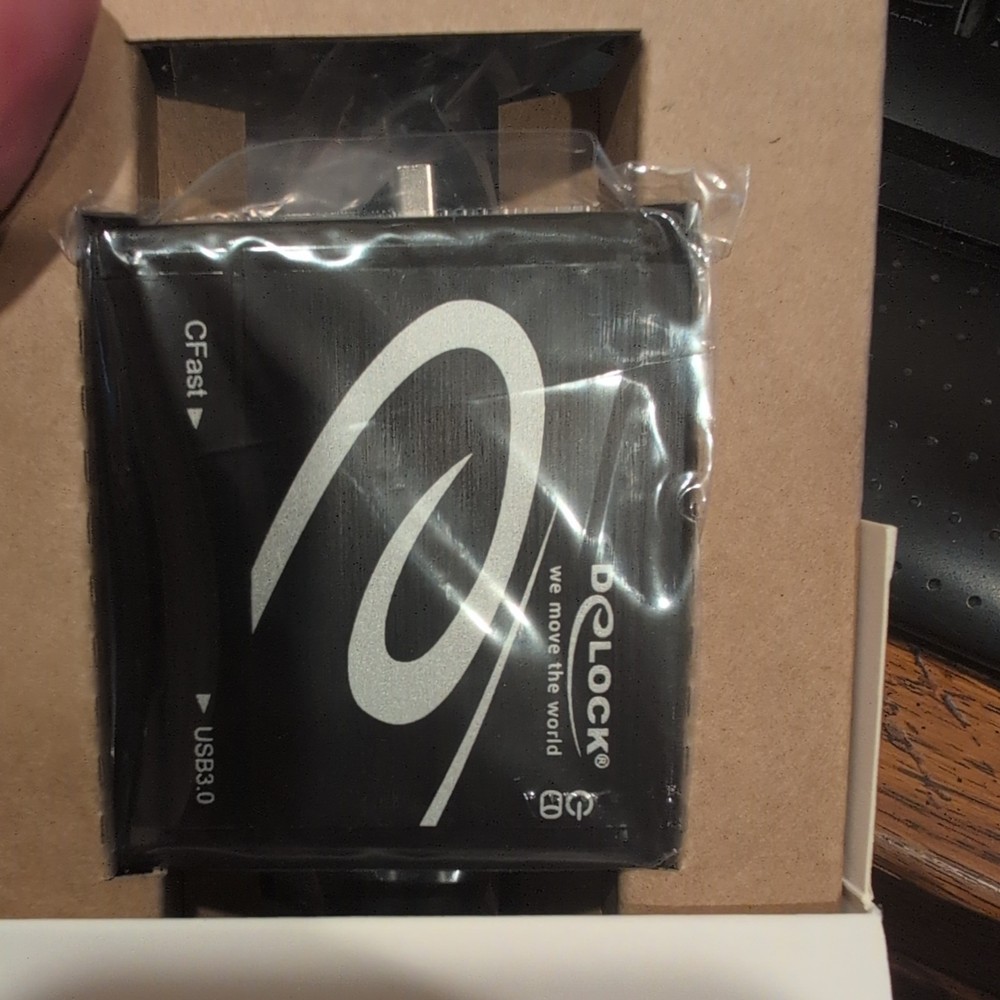 DeLOCK®
we move the world
CFast ▶
◀ USB3.0